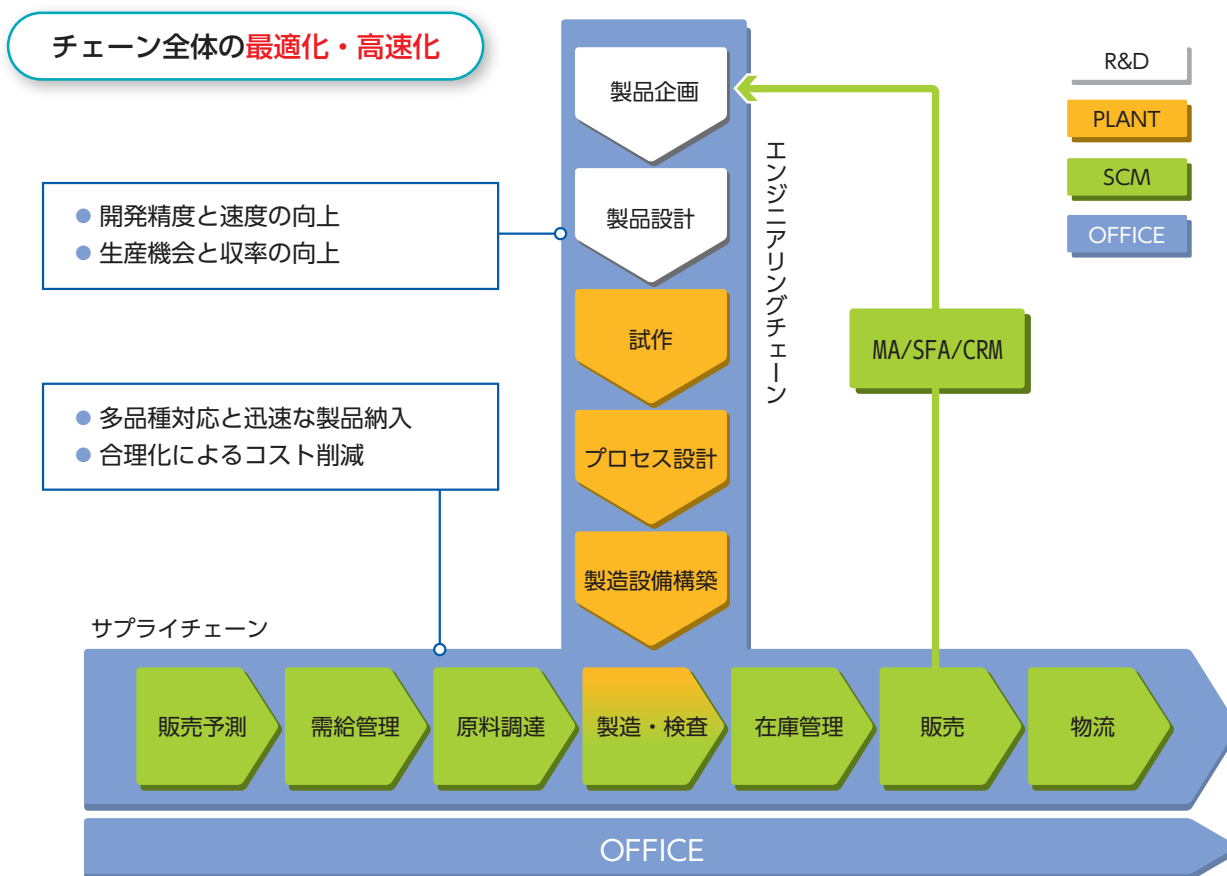 チェーン全体の最適化・高速化
製品企画
R&D
PLANT
SCM
OFFICE
エンジニアリングチェーン
開発精度と速度の向上
生産機会と収率の向上
製品設計
試作
MA/SFA/CRM
多品種対応と迅速な製品納入
合理化によるコスト削減
プロセス設計
製造設備構築
サプライチェーン
販売予測
需給管理
原料調達
製造・検査
在庫管理
販売
物流
OFFICE